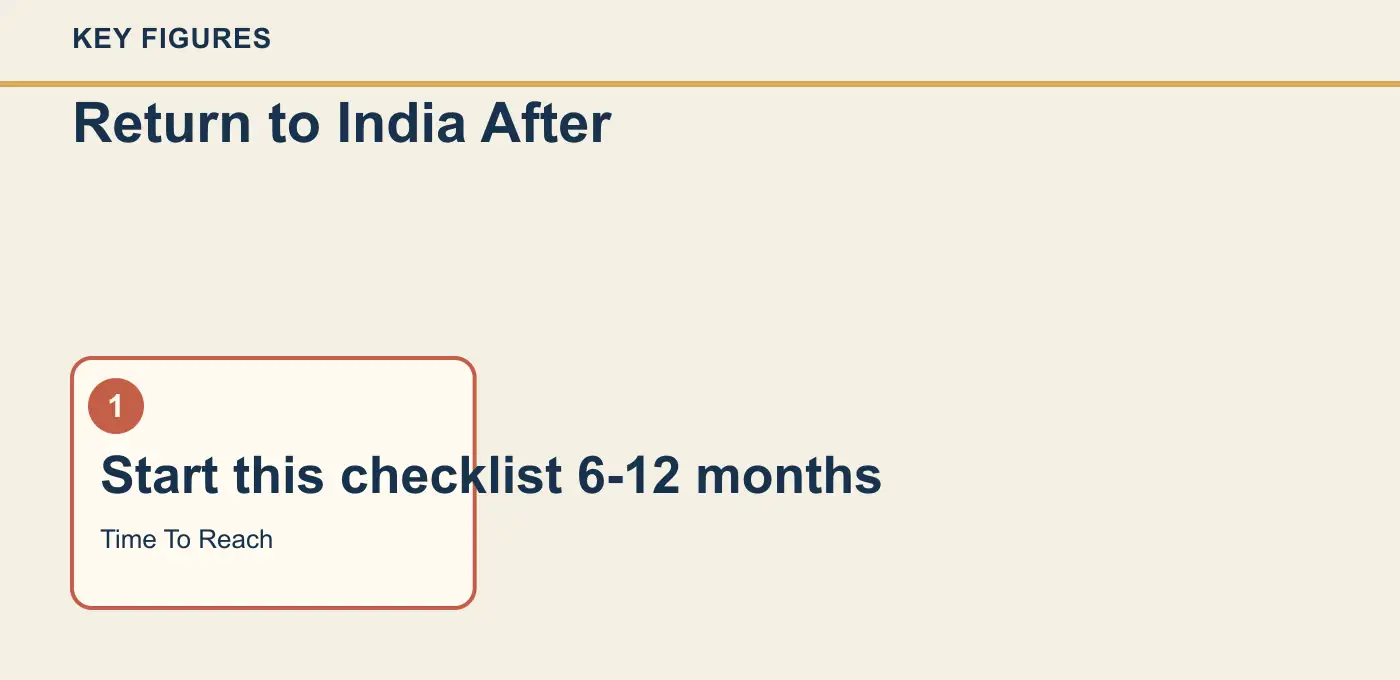 KEY FIGURES
Return to India After
1
Start this checklist 6-12 months
Time To Reach